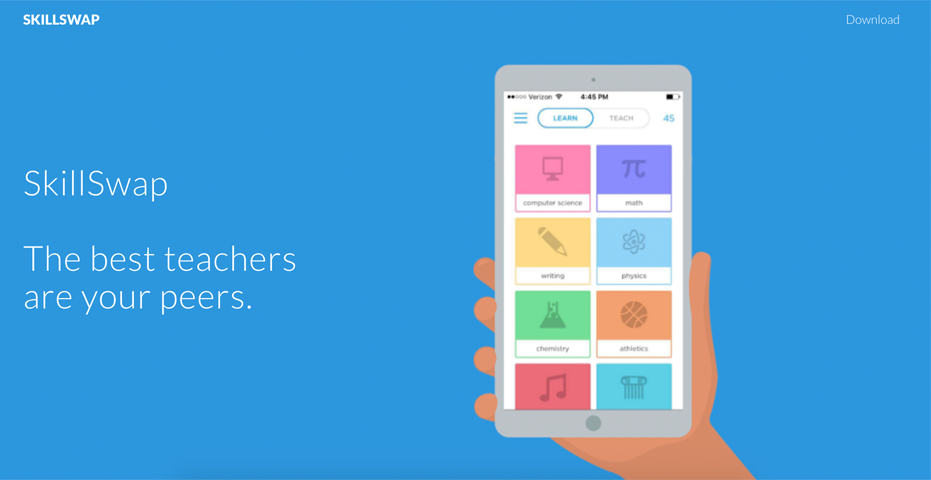 SKILLSWAP
Download
SkillSwap
The best teachers
are your peers.
Verizon 4:45 PM
LEARN TEACH 45
computer science math
writing physics
chemistry athletics